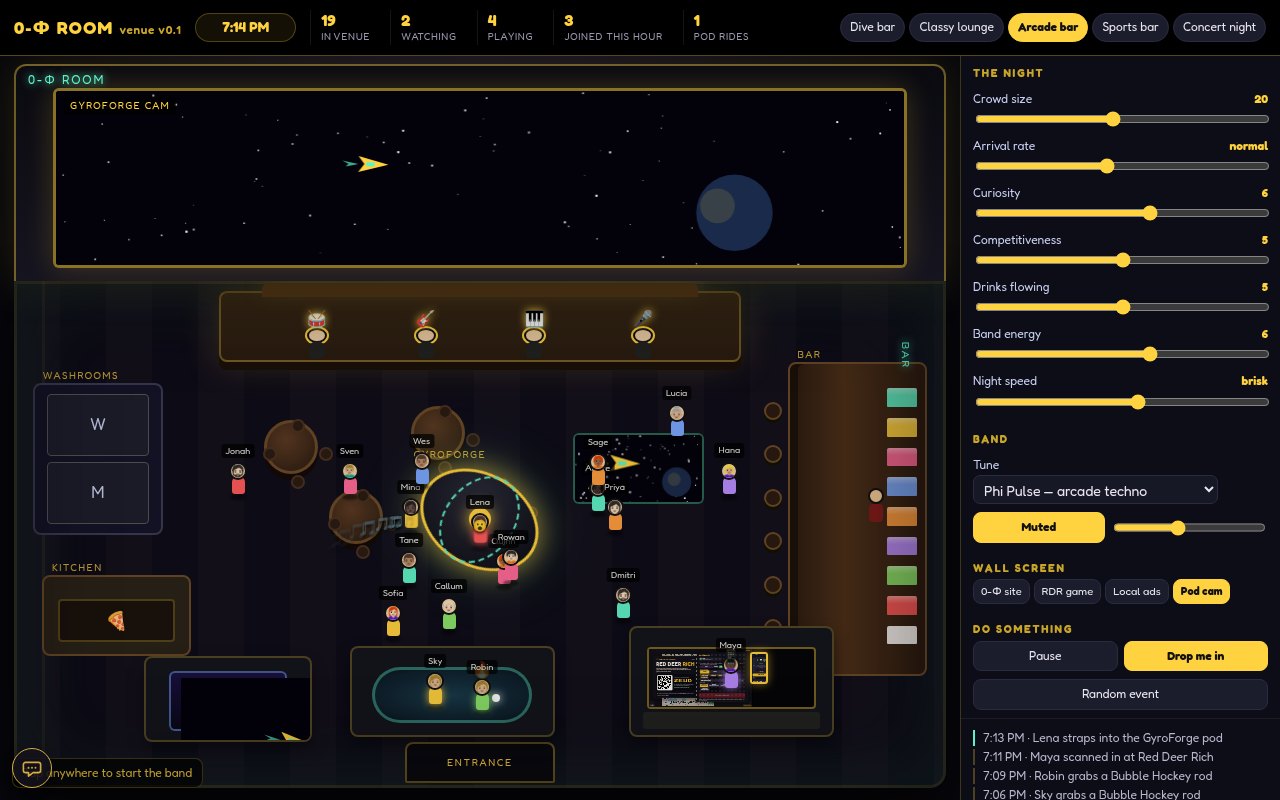 0-Φ ROOM venue v0.1
7:14 PM
19 IN VENUE
2 WATCHING
4 PLAYING
3 JOINED THIS HOUR
1 POD RIDES
Dive bar
Classy lounge
Arcade bar
Sports bar
Concert night
0-Φ ROOM
GYROFORGE CAM
BAR
BAR
WASHROOMS
W
M
KITCHEN
Lucia
Jonah
Sven
Wes
GYROFORGE
Sage
Hana
Mina
Priya
Lena
Tane
Rowan
Sofia
Callum
Dmitri
Sky
Robin
Maya
RED DEER RICH
ENTRANCE
nywhere to start the band
THE NIGHT
Crowd size 20
Arrival rate normal
Curiosity 6
Competitiveness 5
Drinks flowing 5
Band energy 6
Night speed brisk
BAND
Tune
Phi Pulse — arcade techno
Muted
WALL SCREEN
0-Φ site
RDR game
Local ads
Pod cam
DO SOMETHING
Pause
Drop me in
Random event
7:13 PM · Lena straps into the GyroForge pod
7:11 PM · Maya scanned in at Red Deer Rich
7:09 PM · Robin grabs a Bubble Hockey rod
7:06 PM · Sky grabs a Bubble Hockey rod